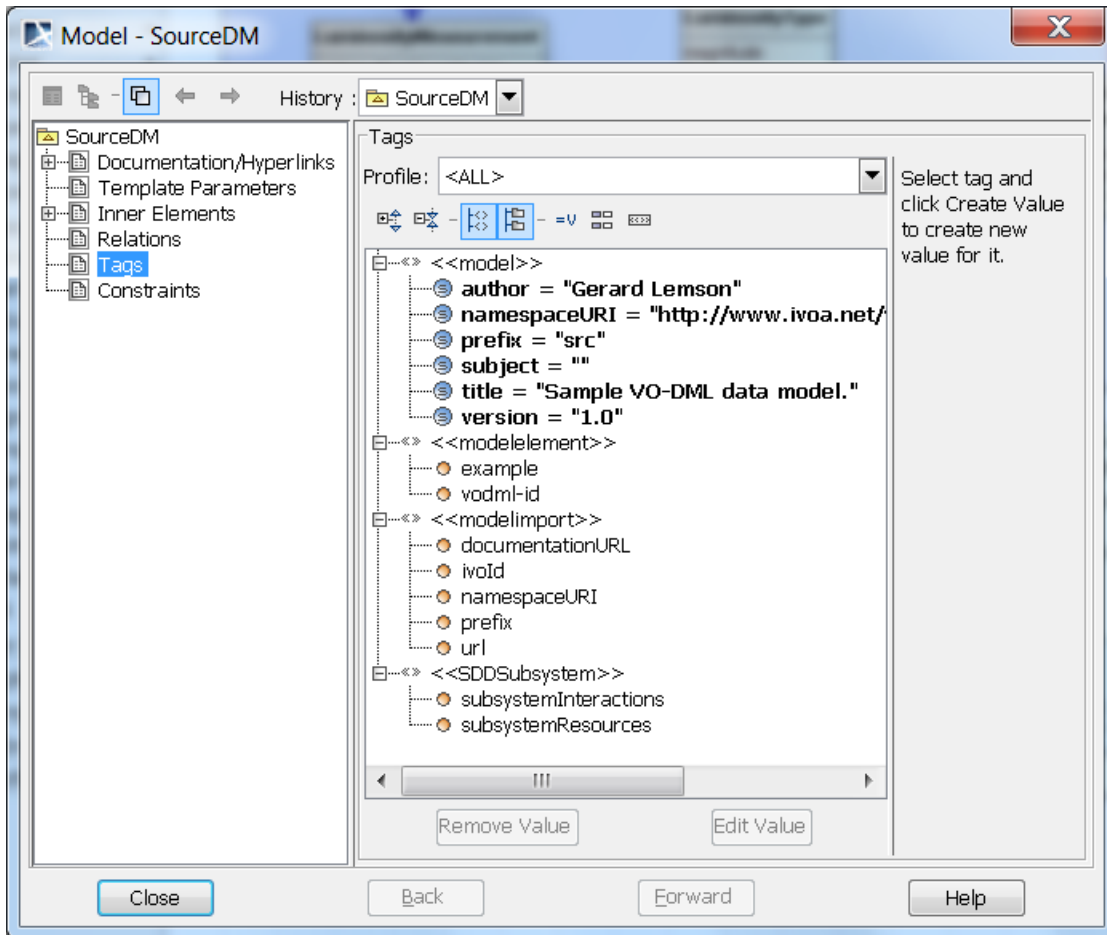 Model - SourceDM
History : SourceDM
SourceDM
Documentation/Hyperlinks
Template Parameters
Inner Elements
Relations
Tags
Constraints
Tags
Profile: <ALL>
=V
<<model>>
author = "Gerard Lemson"
namespaceURI = "http://www.ivoa.net/
prefix = "src"
subject = ""
title = "Sample VO-DML data model."
version = "1.0"
<<modelelement>>
example
vodml-id
<<modelimport>>
documentationURL
ivoId
namespaceURI
prefix
url
<<SDDSubsystem>>
subsystemInteractions
subsystemResources
Remove Value
Edit Value
Select tag and
click Create Value
to create new
value for it.
Close
Back
Forward
Help